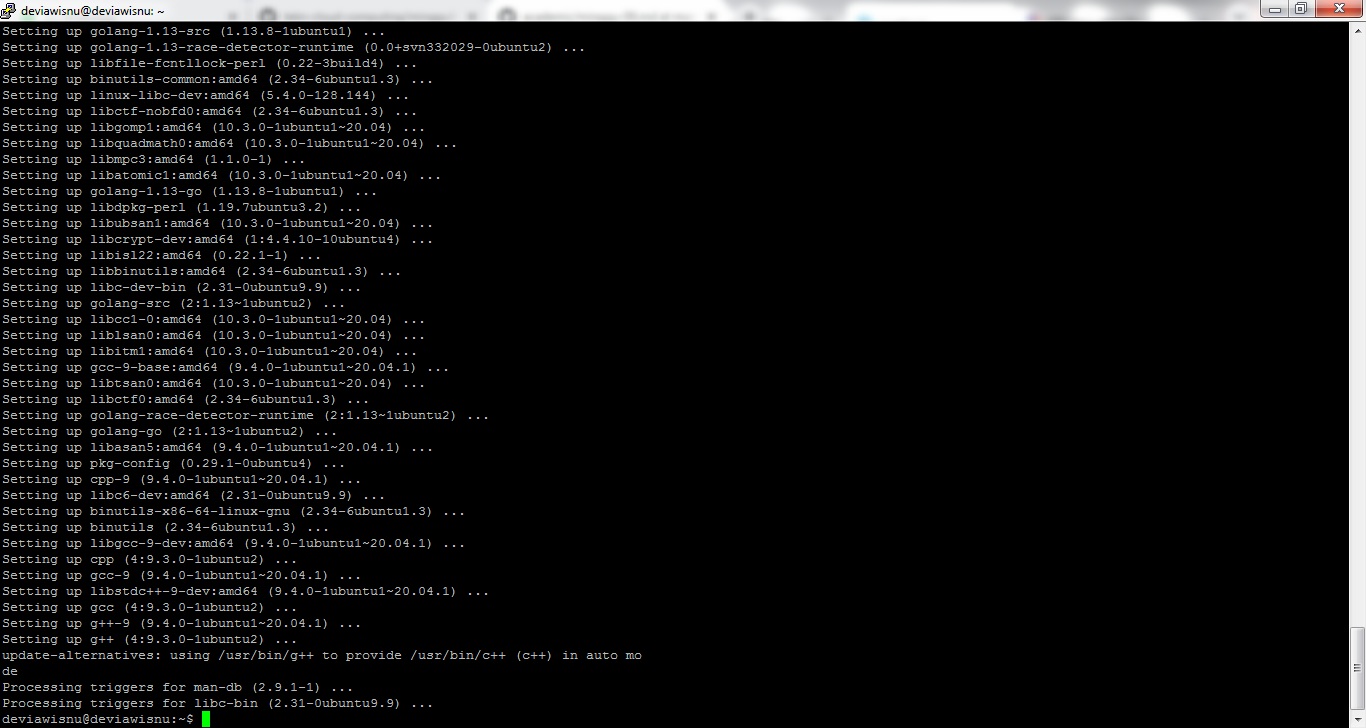 deviawisnu@deviawisnu: ~
Setting up golang-1.13-src (1.13.8-1ubuntu1) ...
Setting up golang-1.13-race-detector-runtime (0.0+svn332029-0ubuntu2) ...
Setting up libfile-fcntllock-perl (0.22-3build4) ...
Setting up binutils-common:amd64 (2.34-6ubuntu1.3) ...
Setting up linux-libc-dev:amd64 (5.4.0-128.144) ...
Setting up libctf-nobfd0:amd64 (2.34-6ubuntu1.3) ...
Setting up libgomp1:amd64 (10.3.0-1ubuntu1~20.04) ...
Setting up libquadmath0:amd64 (10.3.0-1ubuntu1~20.04) ...
Setting up libmpc3:amd64 (1.1.0-1) ...
Setting up libatomic1:amd64 (10.3.0-1ubuntu1~20.04) ...
Setting up golang-1.13-go (1.13.8-1ubuntu1) ...
Setting up libdpkg-perl (1.19.7ubuntu3.2) ...
Setting up libubsan1:amd64 (10.3.0-1ubuntu1~20.04) ...
Setting up libcrypt-dev:amd64 (1:4.4.10-10ubuntu4) ...
Setting up libisl22:amd64 (0.22.1-1) ...
Setting up libbinutils:amd64 (2.34-6ubuntu1.3) ...
Setting up libc-dev-bin (2.31-0ubuntu9.9) ...
Setting up golang-src (2:1.13~1ubuntu2) ...
Setting up libcc1-0:amd64 (10.3.0-1ubuntu1~20.04) ...
Setting up liblsan0:amd64 (10.3.0-1ubuntu1~20.04) ...
Setting up libitm1:amd64 (10.3.0-1ubuntu1~20.04) ...
Setting up gcc-9-base:amd64 (9.4.0-1ubuntu1~20.04.1) ...
Setting up libtsan0:amd64 (10.3.0-1ubuntu1~20.04) ...
Setting up libctf0:amd64 (2.34-6ubuntu1.3) ...
Setting up golang-race-detector-runtime (2:1.13~1ubuntu2) ...
Setting up golang-go (2:1.13~1ubuntu2) ...
Setting up libasan5:amd64 (9.4.0-1ubuntu1~20.04.1) ...
Setting up pkg-config (0.29.1-0ubuntu4) ...
Setting up cpp-9 (9.4.0-1ubuntu1~20.04.1) ...
Setting up libc6-dev:amd64 (2.31-0ubuntu9.9) ...
Setting up binutils-x86-64-linux-gnu (2.34-6ubuntu1.3) ...
Setting up binutils (2.34-6ubuntu1.3) ...
Setting up libgcc-9-dev:amd64 (9.4.0-1ubuntu1~20.04.1) ...
Setting up cpp (4:9.3.0-1ubuntu2) ...
Setting up gcc-9 (9.4.0-1ubuntu1~20.04.1) ...
Setting up libstdc++-9-dev:amd64 (9.4.0-1ubuntu1~20.04.1) ...
Setting up gcc (4:9.3.0-1ubuntu2) ...
Setting up g++-9 (9.4.0-1ubuntu1~20.04.1) ...
Setting up g++ (4:9.3.0-1ubuntu2) ...
update-alternatives: using /usr/bin/g++ to provide /usr/bin/c++ (c++) in auto mo
de
Processing triggers for man-db (2.9.1-1) ...
Processing triggers for libc-bin (2.31-0ubuntu9.9) ...
deviawisnu@deviawisnu:~$